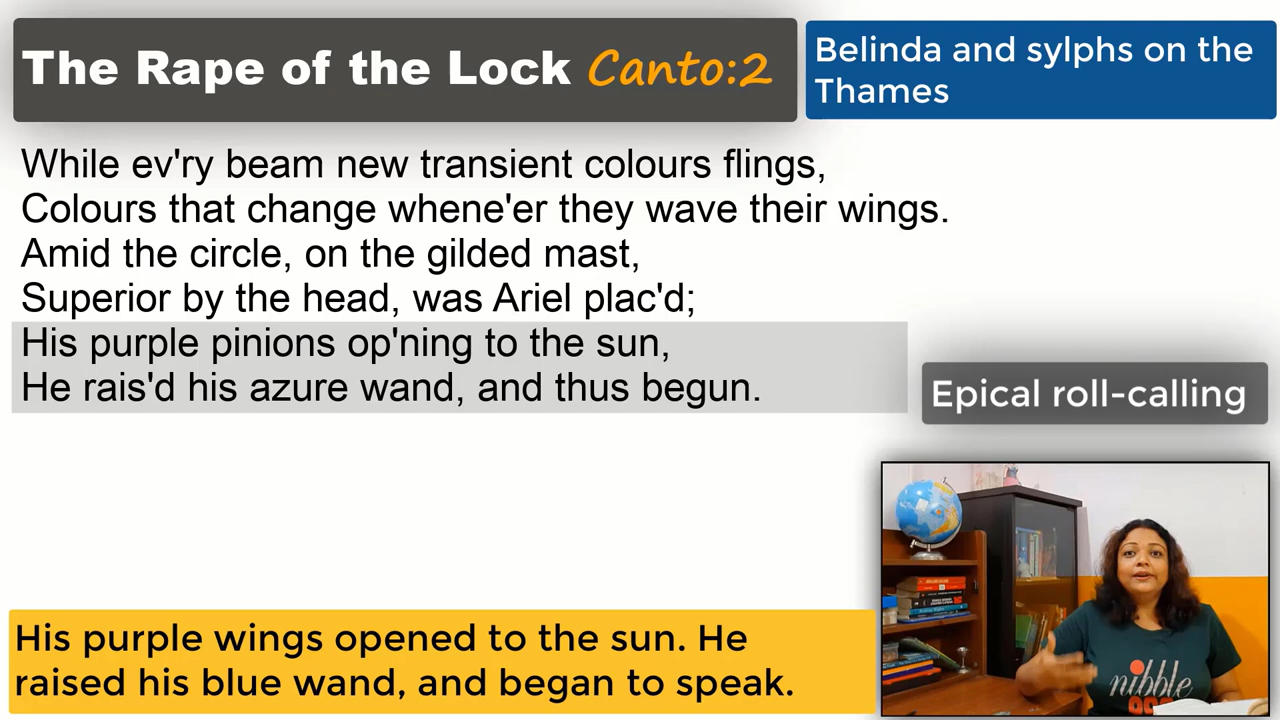 The Rape of the Lock Canto:2
Belinda and sylphs on the
Thames
While ev'ry beam new transient colours flings,
Colours that change whene'er they wave their wings.
Amid the circle, on the gilded mast,
Superior by the head, was Ariel plac'd;
His purple pinions op'ning to the sun,
He rais'd his azure wand, and thus begun.
Epical roll-calling
His purple wings opened to the sun. He
raised his blue wand, and began to speak.
nibble